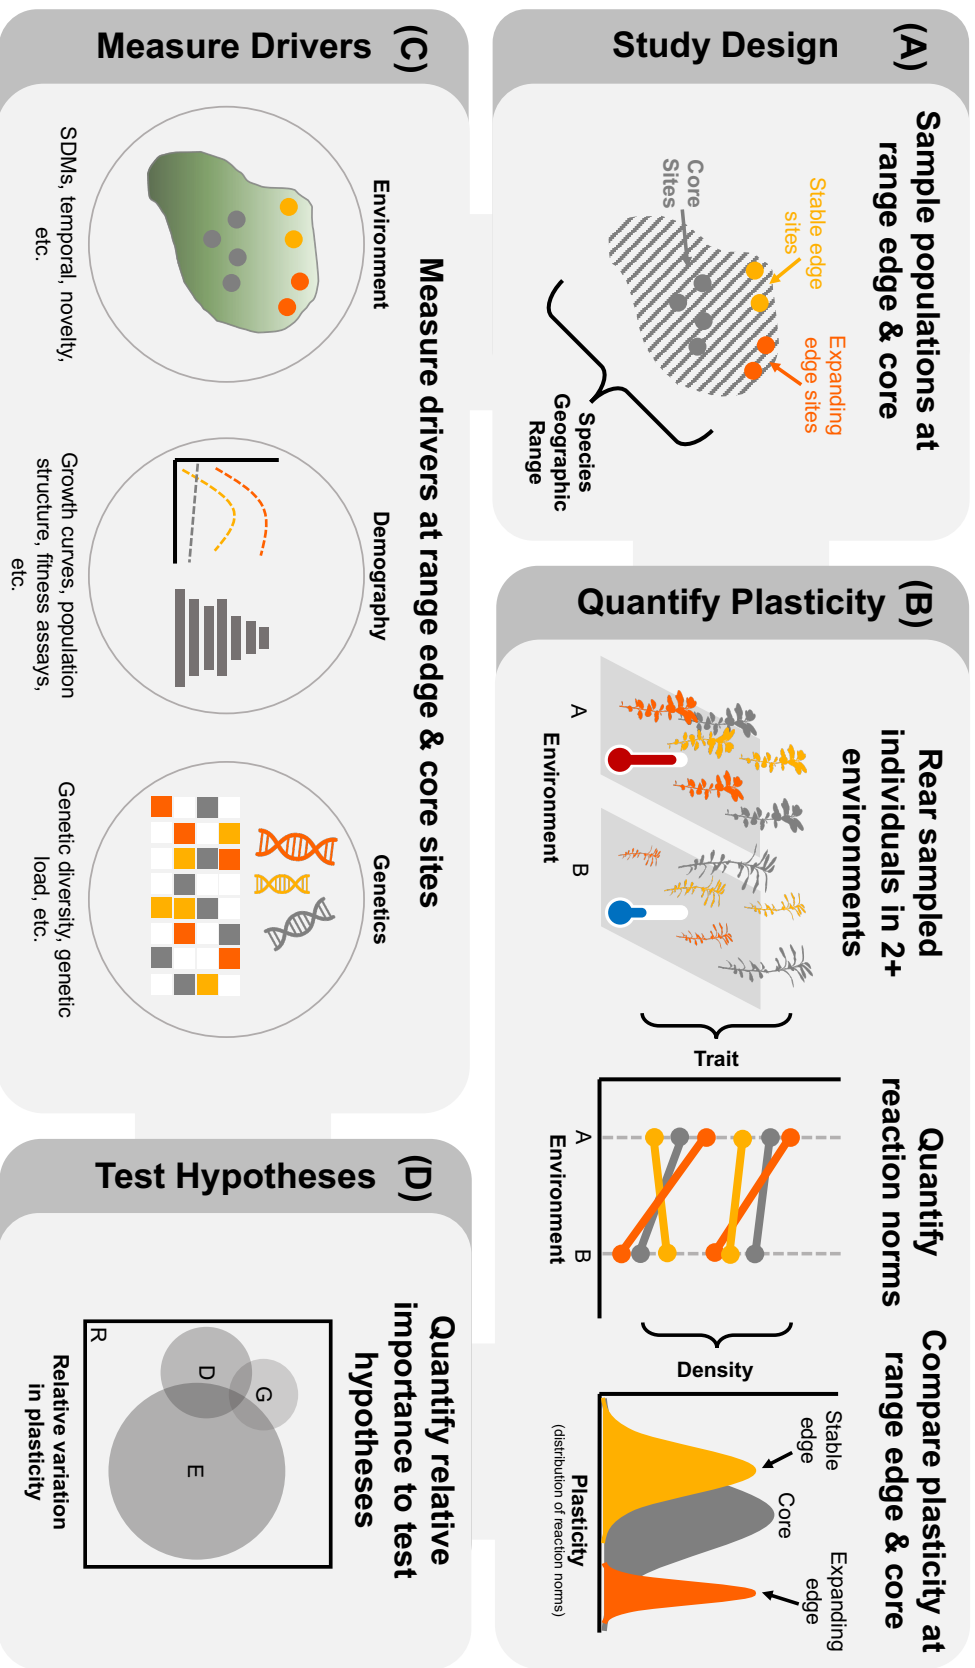 (A)
Study Design
Sample populations at
range edge & core
Stable edge
sites
Expanding
edge sites
Core
Sites
Species
Geographic
Range
(B)
Quantify Plasticity
Rear sampled
individuals in 2+
environments
A
B
Environment
Quantify
reaction norms
Trait
A
B
Environment
Compare plasticity at
range edge & core
Density
Stable
edge
Core
Expanding
edge
Plasticity
(distribution of reaction norms)
(C)
Measure Drivers
Measure drivers at range edge & core sites
Environment
SDMs, temporal, novelty,
etc.
Demography
Growth curves, population
structure, fitness assays,
etc.
Genetics
Genetic diversity, genetic
load, etc.
(D)
Test Hypotheses
Quantify relative
importance to test
hypotheses
G
D
E
R
Relative variation
in plasticity